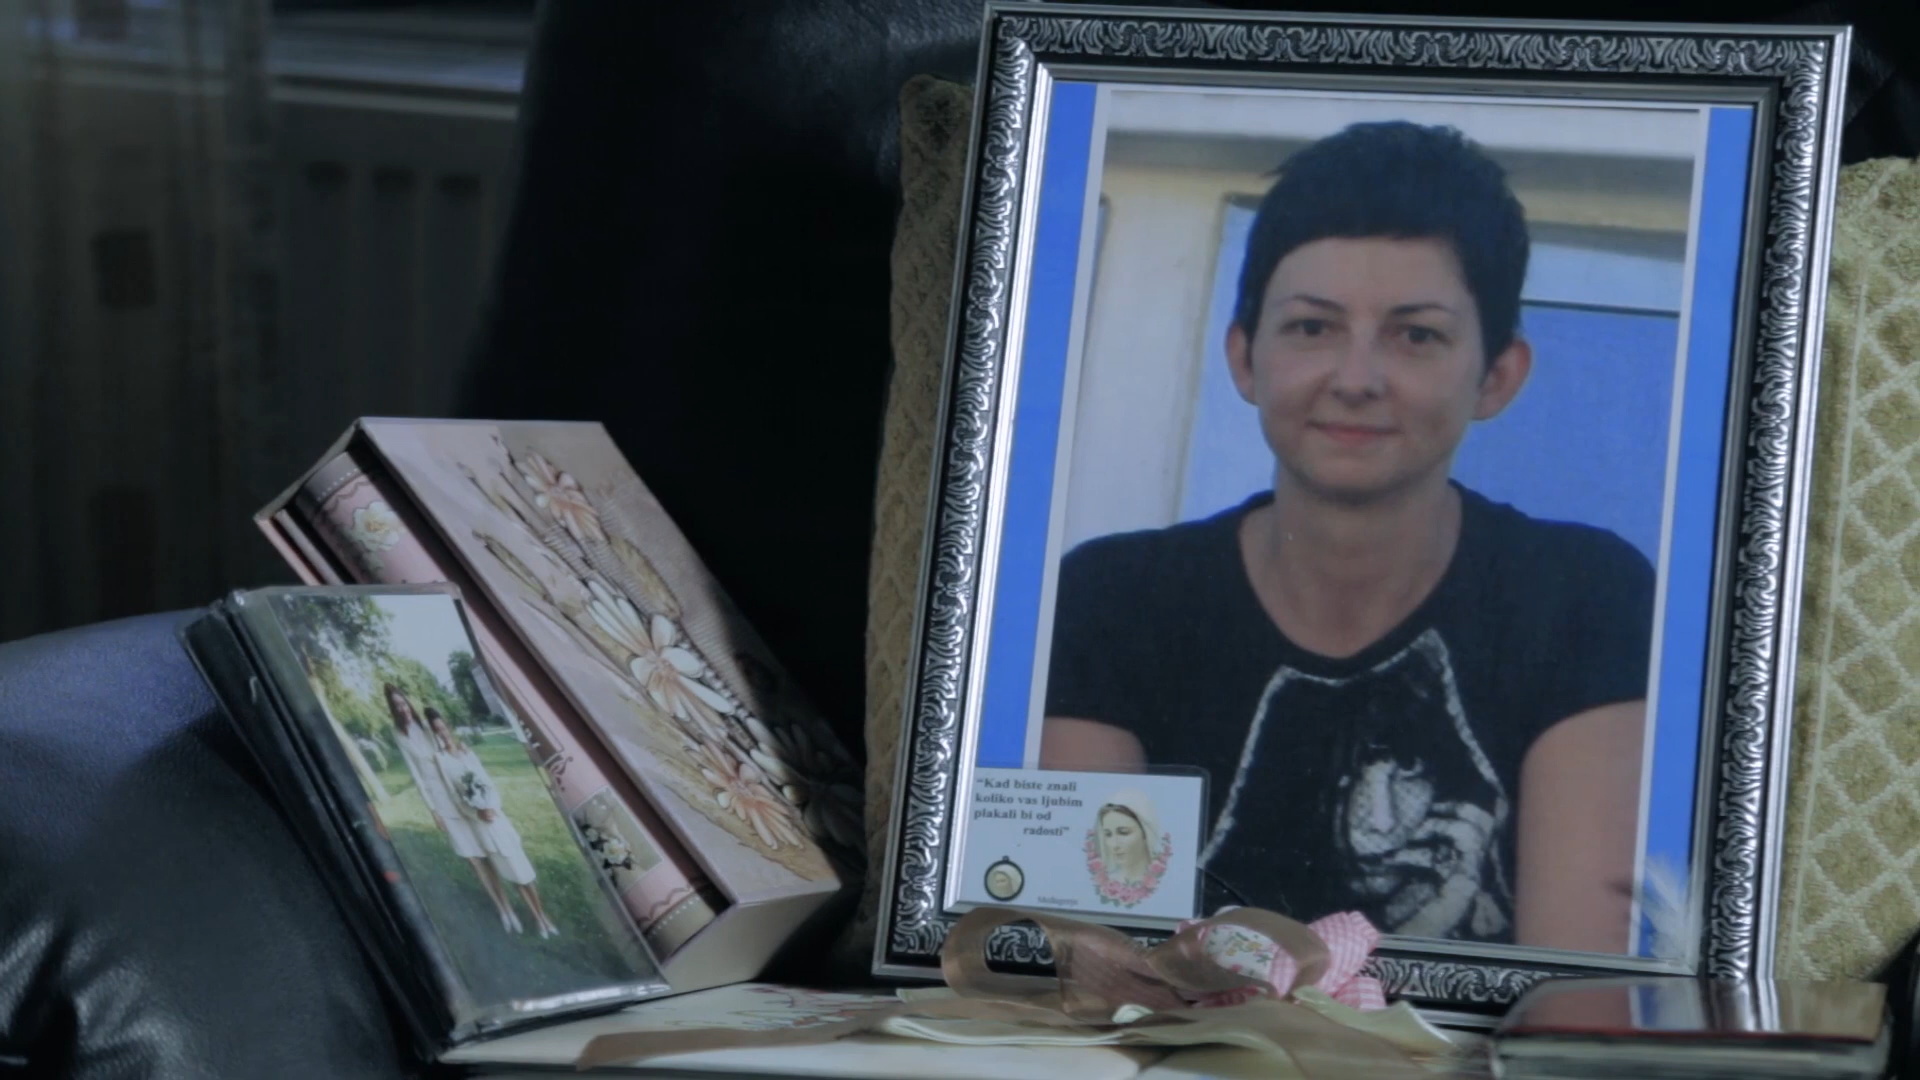 “Kad biste znali
koliko vas ljubim
plakali bi od
radosti”